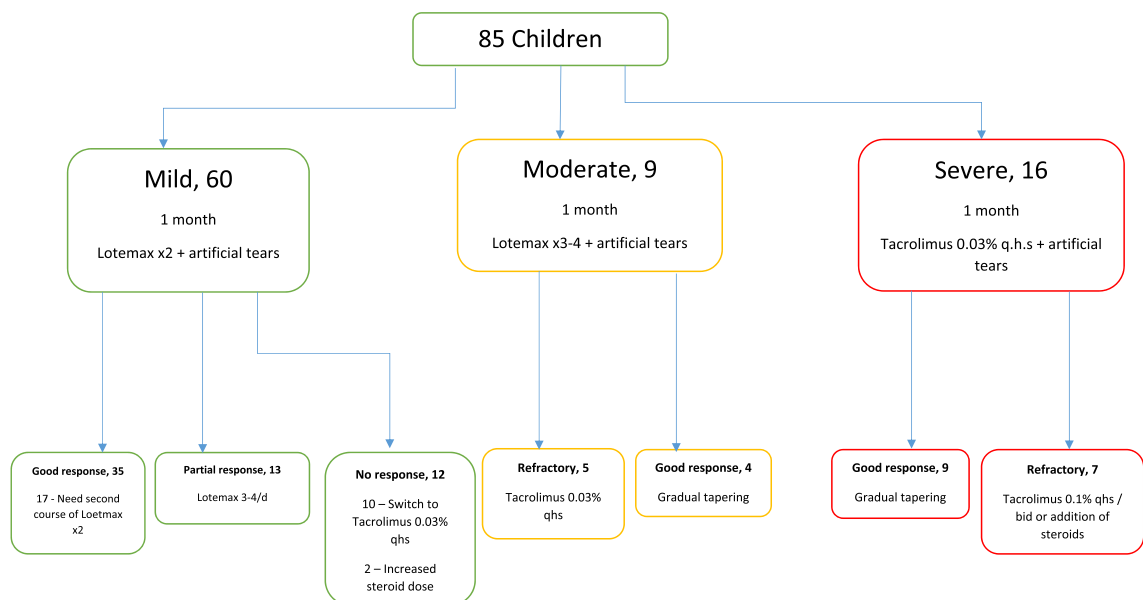 85 Children
Mild, 60
1 month
Lotemax x2 + artificial tears
Moderate, 9
1 month
Lotemax x3-4 + artificial tears
Severe, 16
1 month
Tacrolimus 0.03% q.h.s + artificial
tears
Good response, 35
17 - Need second
course of Loetmax
x2
Partial response, 13
Lotemax 3-4/d
No response, 12
10 – Switch to
Tacrolimus 0.03%
qhs
2 – Increased
steroid dose
Refractory, 5
Tacrolimus 0.03%
qhs
Good response, 4
Gradual tapering
Good response, 9
Gradual tapering
Refractory, 7
Tacrolimus 0.1% qhs /
bid or addition of
steroids